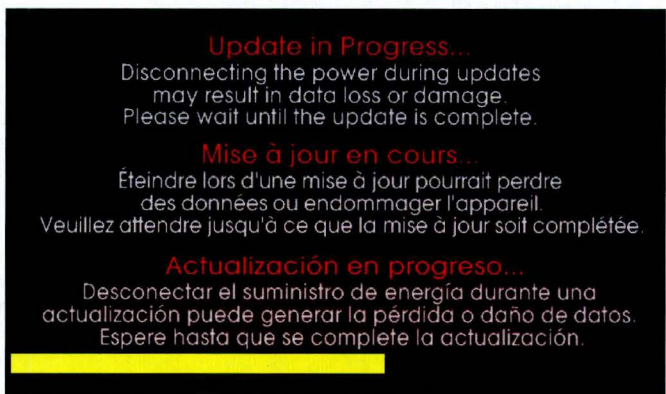 Update in Progress...
Disconnecting the power during updates
may result in data loss or damage.
Please wait until the update is complete.
Mise à jour en cours...
Éteindre lors d'une mise à jour pourrait perdre
des données ou endommager l'appareil.
Veuillez attendre jusqu'à ce que la mise à jour soit complétée.
Actualización en progreso...
Desconectar el suministro de energía durante una
actualización puede generar la pérdida o daño de datos.
Espere hasta que se complete la actualización.